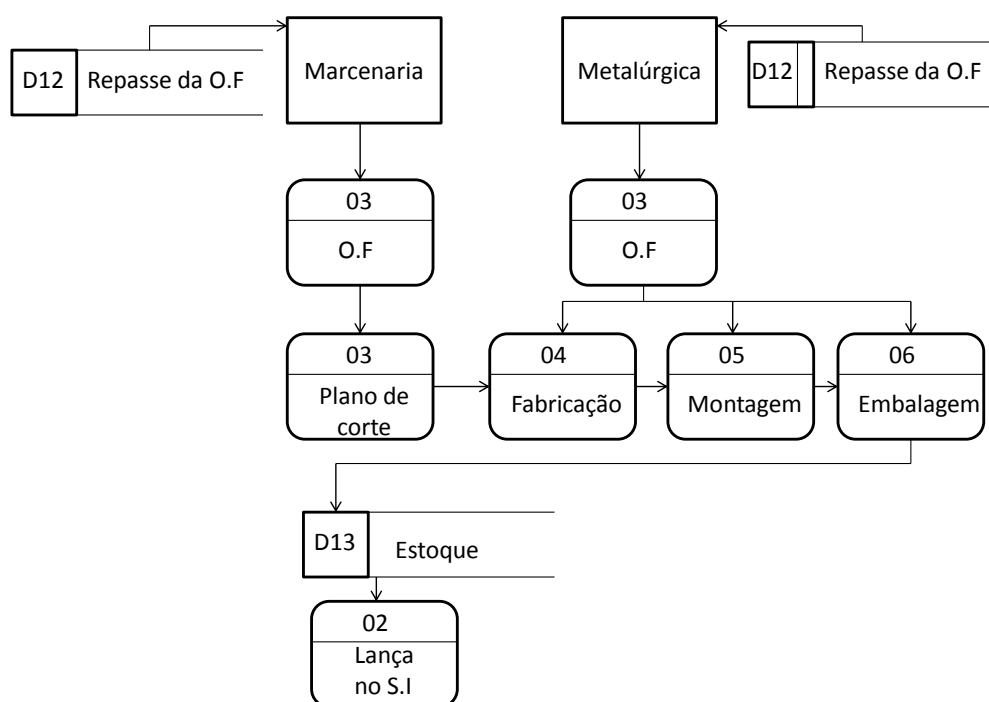 D12
Repasse da O.F
Marcenaria
Metalúrgica
D12
Repasse da O.F
03
O.F
03
O.F
03
Plano de
corte
04
Fabricação
05
Montagem
06
Embalagem
D13
Estoque
02
Lança
no S.I